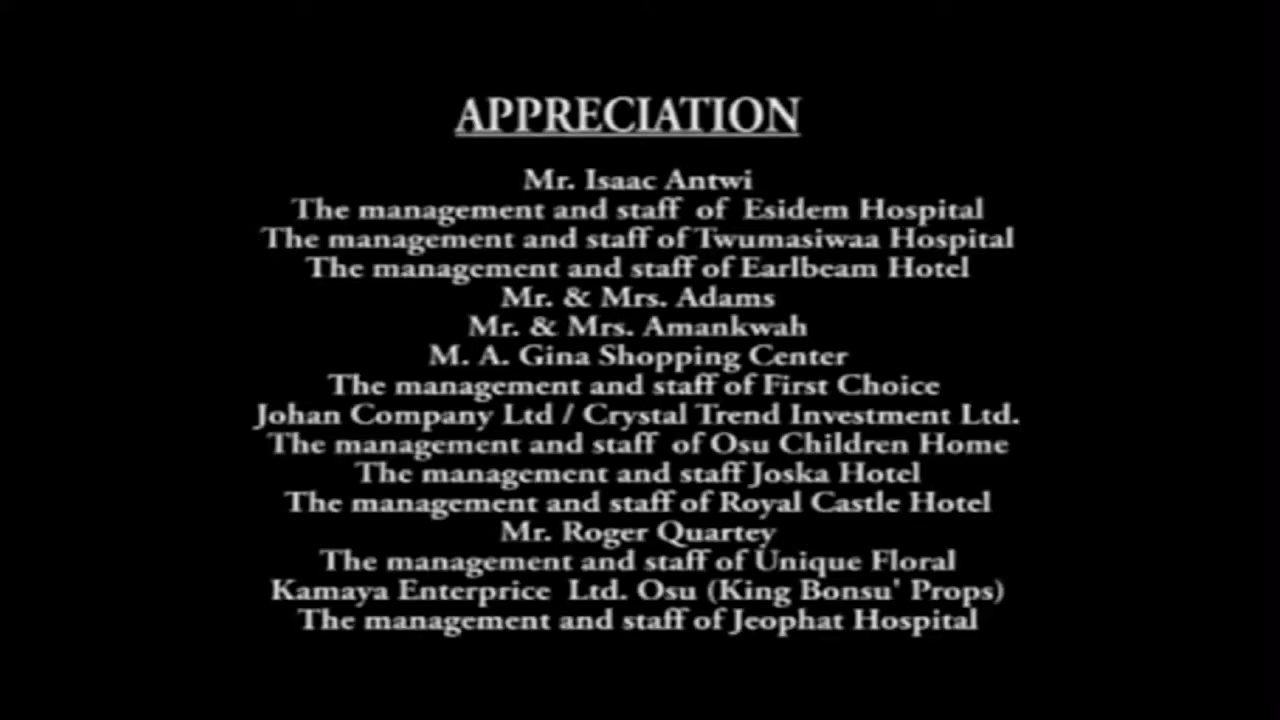 APPRECIATION
Mr. Isaac Antwi
The management and staff of Esidem Hospital
The management and staff of Twumasiwaa Hospital
The management and staff of Earlbeam Hotel
Mr. & Mrs. Adams
Mr. & Mrs. Amankwah
M. A. Gina Shopping Center
The management and staff of First Choice
Johan Company Ltd / Crystal Trend Investment Ltd.
The management and staff of Osu Children Home
The management and staff Joska Hotel
The management and staff of Royal Castle Hotel
Mr. Roger Quartey
The management and staff of Unique Floral
Kamaya Enterprice Ltd. Osu (King Bonsu' Props)
The management and staff of Jeophat Hospital